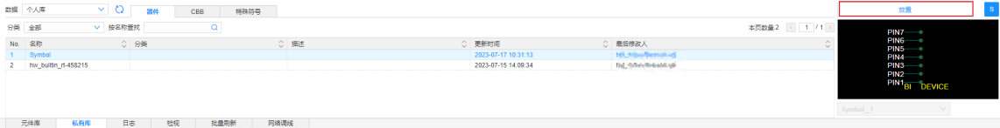 数据 个人库 器件 CBB 特殊符号 放置 S
分类 全部 按名称查找 本页数量:2 1 / 1
No. 名称 分类 描述 更新时间 最后修改人
1 Symbol 2023-07-17 10:31:13
2 hw_builtin_rt-458215 2023-07-15 14:09:34
PIN7
PIN6
PIN5
PIN4
PIN3
PIN2
PIN1 BI DEVICE
Symbol_1
元件库 私有库 日志 检视 批量刷新 网络调线